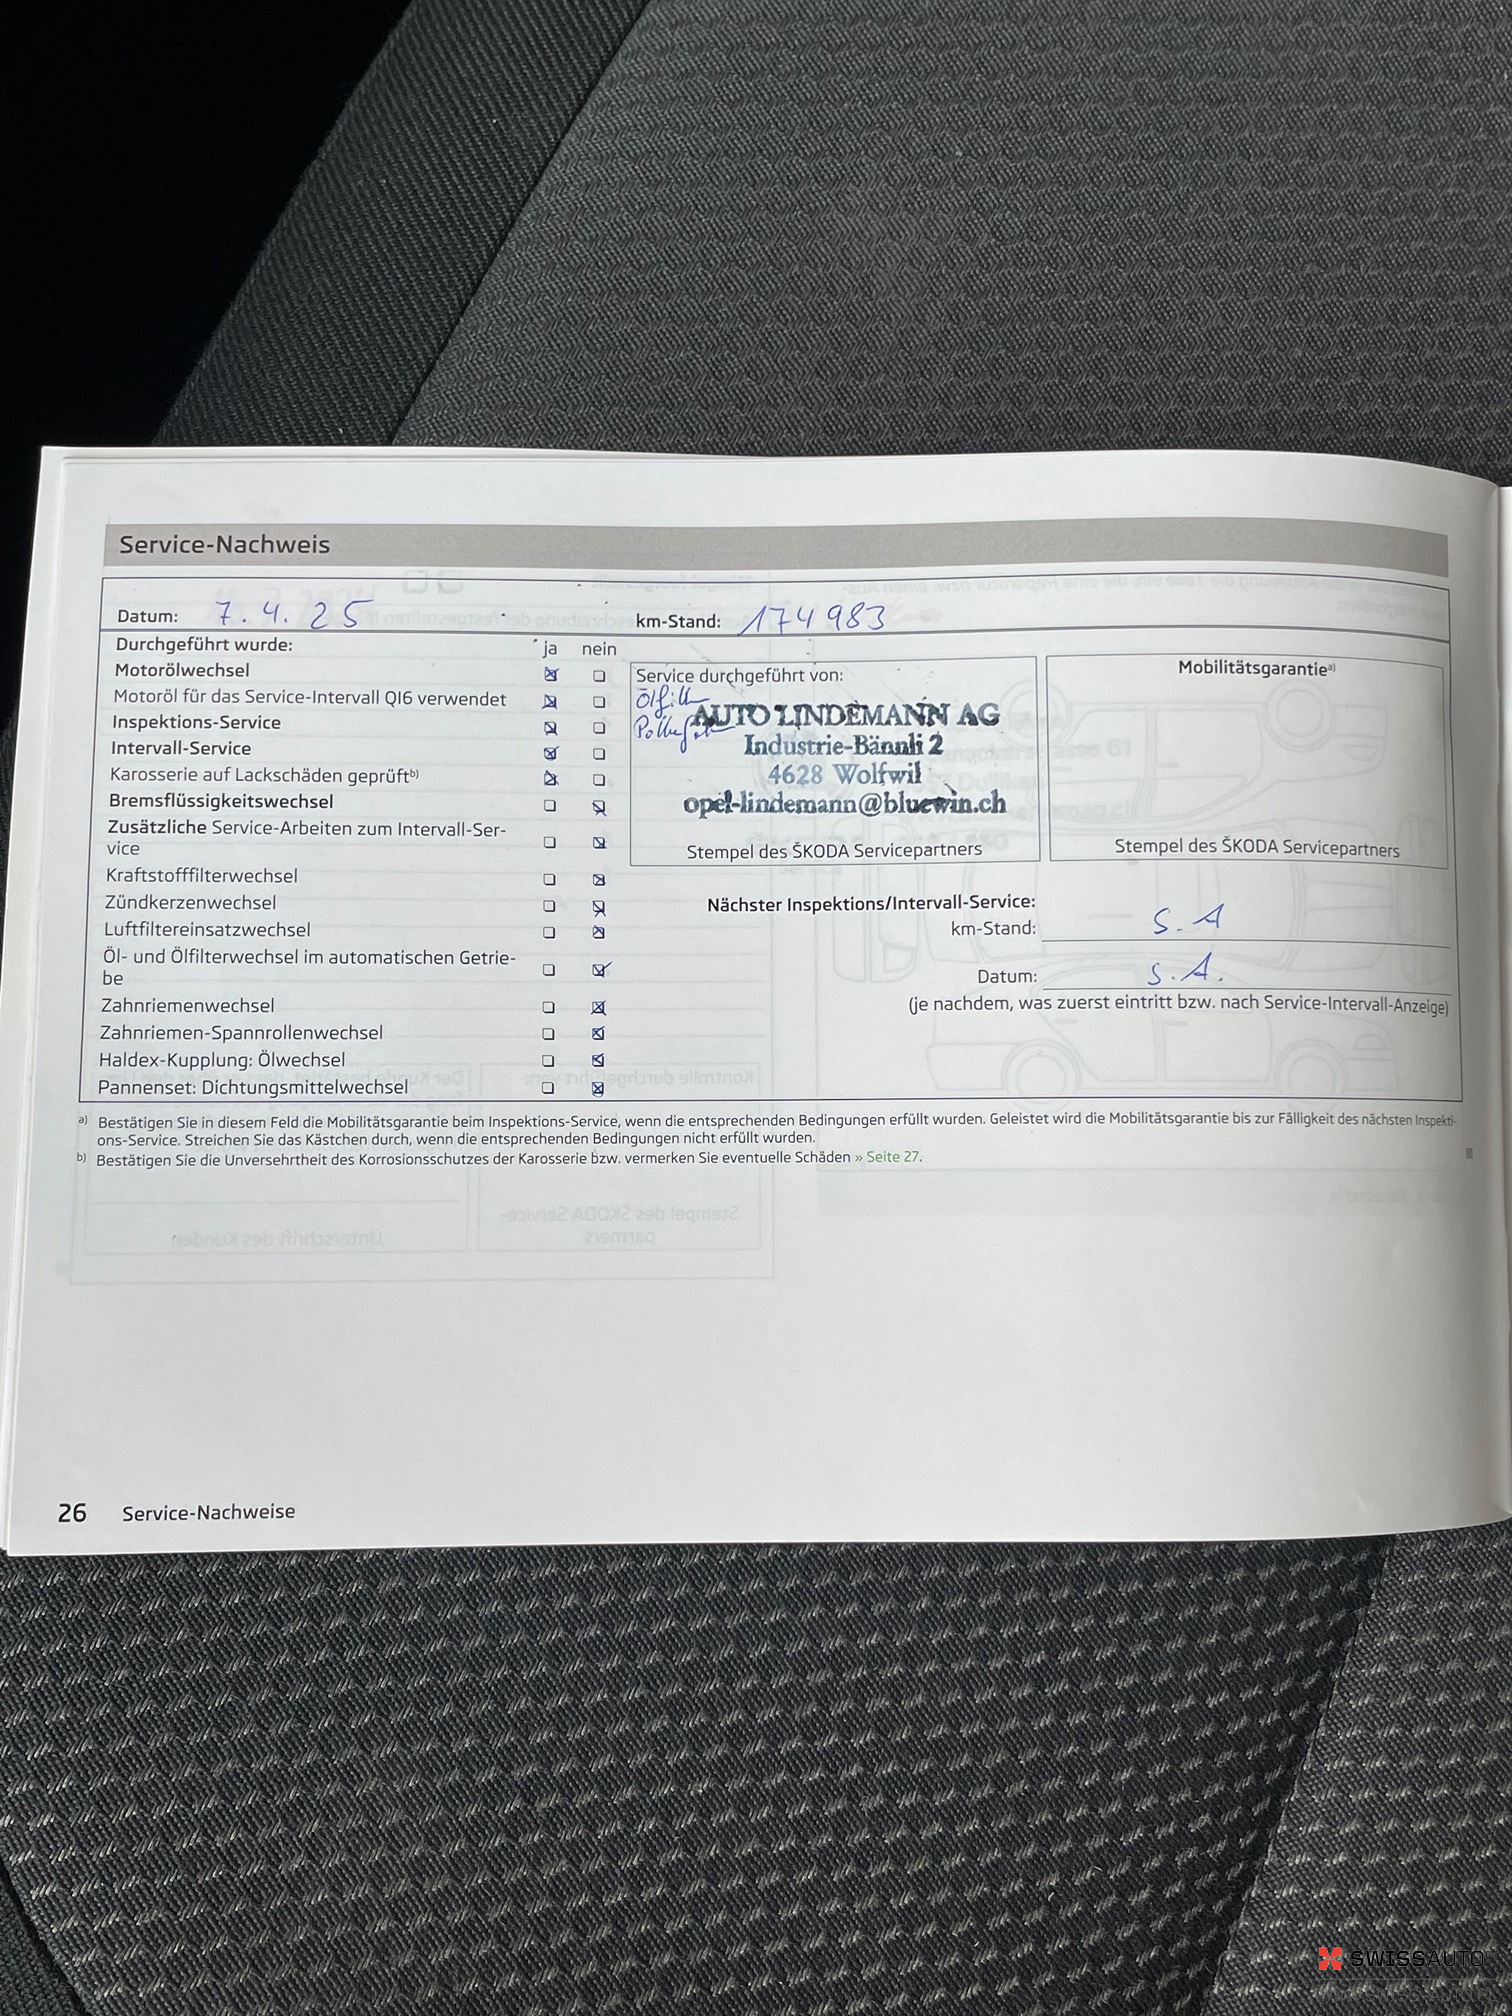 Service-Nachweis
Datum: 7.4.25 km-Stand: 174983
Durchgeführt wurde: ja nein
Motorölwechsel
Motoröl für das Service-Intervall QI6 verwendet
Inspektions-Service
Intervall-Service
Karosserie auf Lackschäden geprüft b)
Bremsflüssigkeitswechsel
Zusätzliche Service-Arbeiten zum Intervall-Ser-
vice
Kraftstofffilterwechsel
Zündkerzenwechsel
Luftfiltereinsatzwechsel
Öl- und Ölfilterwechsel im automatischen Getrie-
be
Zahnriemenwechsel
Zahnriemen-Spannrollenwechsel
Haldex-Kupplung: Ölwechsel
Pannenset: Dichtungsmittelwechsel
Service durchgeführt von:
AUTO LINDEMANN AG
Industrie-Bännli 2
4628 Wolfwil
opel-lindemann@bluewin.ch
Stempel des ŠKODA Servicepartners
Mobilitätsgarantie a)
Stempel des ŠKODA Servicepartners
Nächster Inspektions/Intervall-Service:
km-Stand: S.A
Datum: S.A.
(je nachdem, was zuerst eintritt bzw. nach Service-Intervall-Anzeige)
a) Bestätigen Sie in diesem Feld die Mobilitätsgarantie beim Inspektions-Service, wenn die entsprechenden Bedingungen erfüllt wurden. Geleistet wird die Mobilitätsgarantie bis zur Fälligkeit des nächsten Inspekti-
ons-Service. Streichen Sie das Kästchen durch, wenn die entsprechenden Bedingungen nicht erfüllt wurden.
b) Bestätigen Sie die Unversehrtheit des Korrosionsschutzes der Karosserie bzw. vermerken Sie eventuelle Schäden » Seite 27.
26 Service-Nachweise
SWISSAUTO